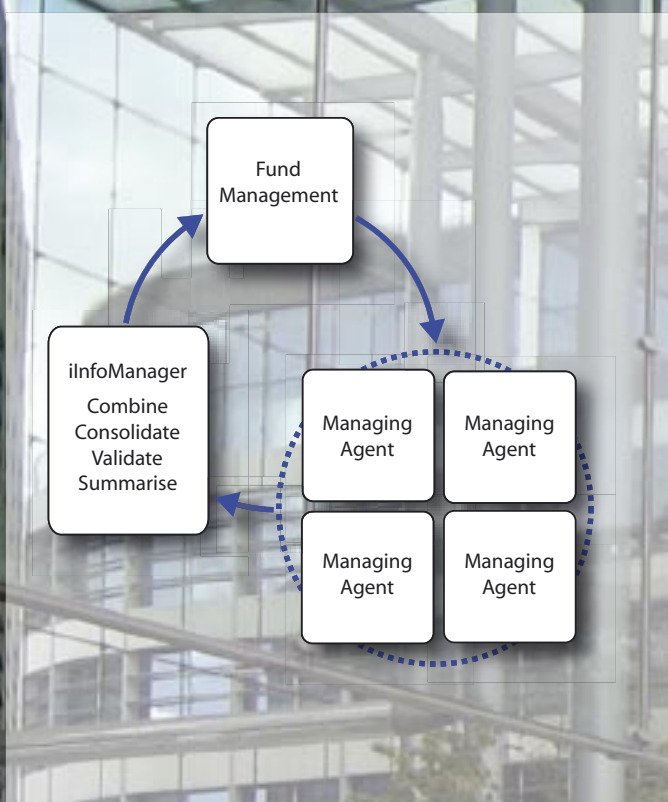 Fund
Management
iInfoManager
Combine
Consolidate
Validate
Summarise
Managing
Agent
Managing
Agent
Managing
Agent
Managing
Agent